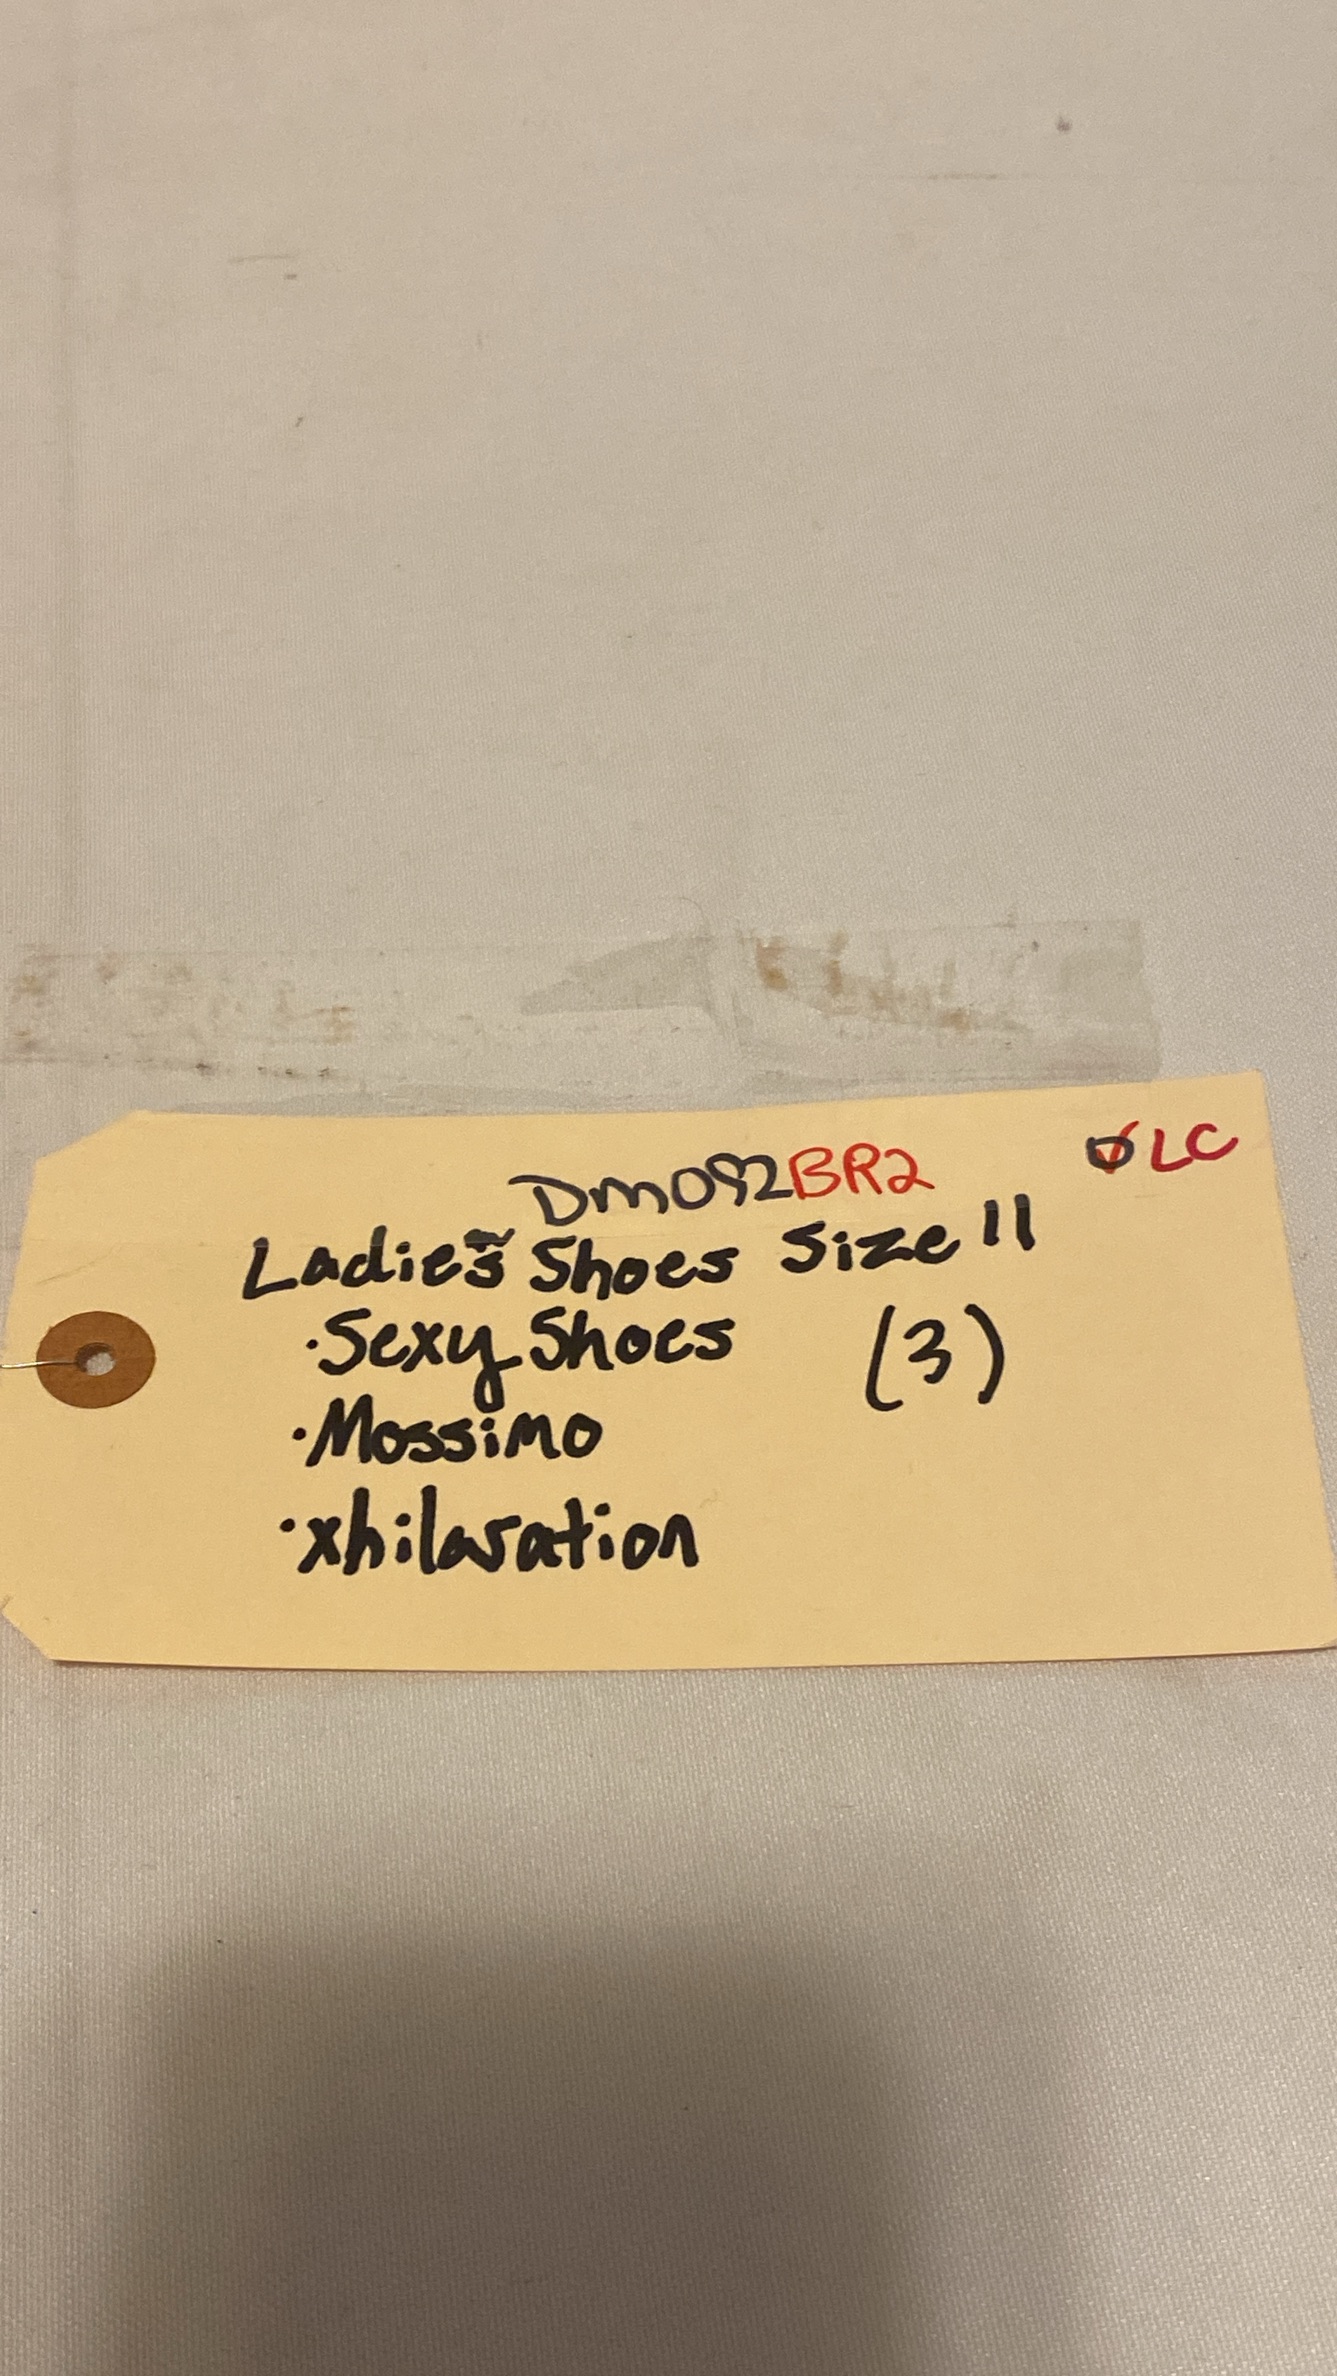 DM092BR2 LC
Ladies Shoes Size 11
·Sexy Shoes (3)
·Mossimo
·xhilaration